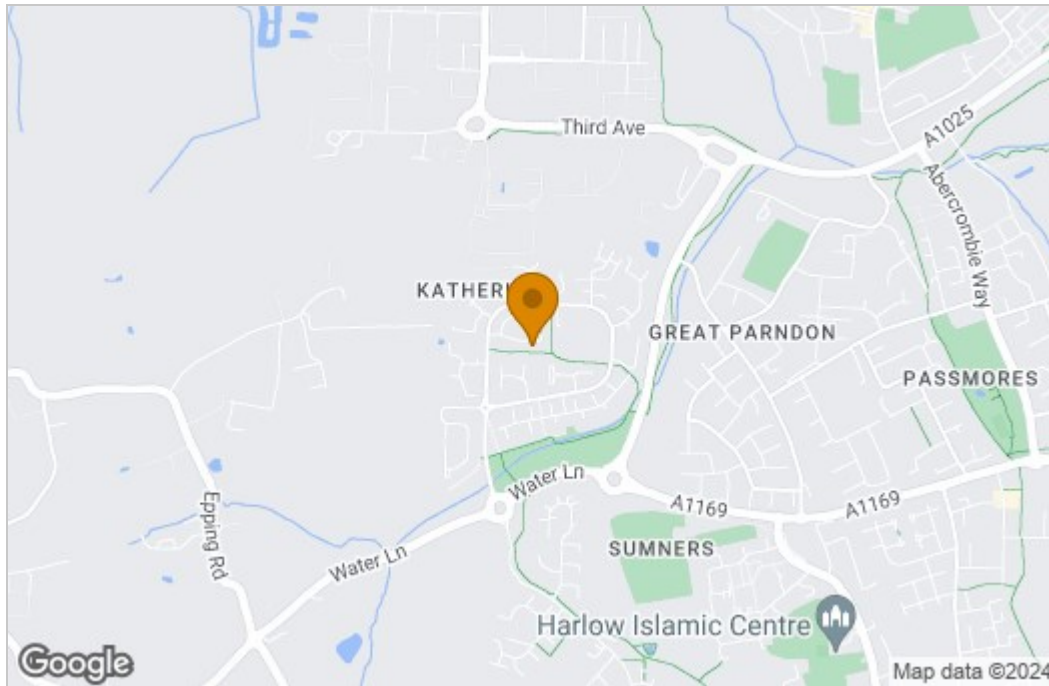 Third Ave
A1025
Abercrombie Way
KATHERI
GREAT PARNDON
PASSMORES
Water Ln
A1169
A1169
Epping Rd
SUMNERS
Water Ln
Harlow Islamic Centre
Google
Map data ©2024